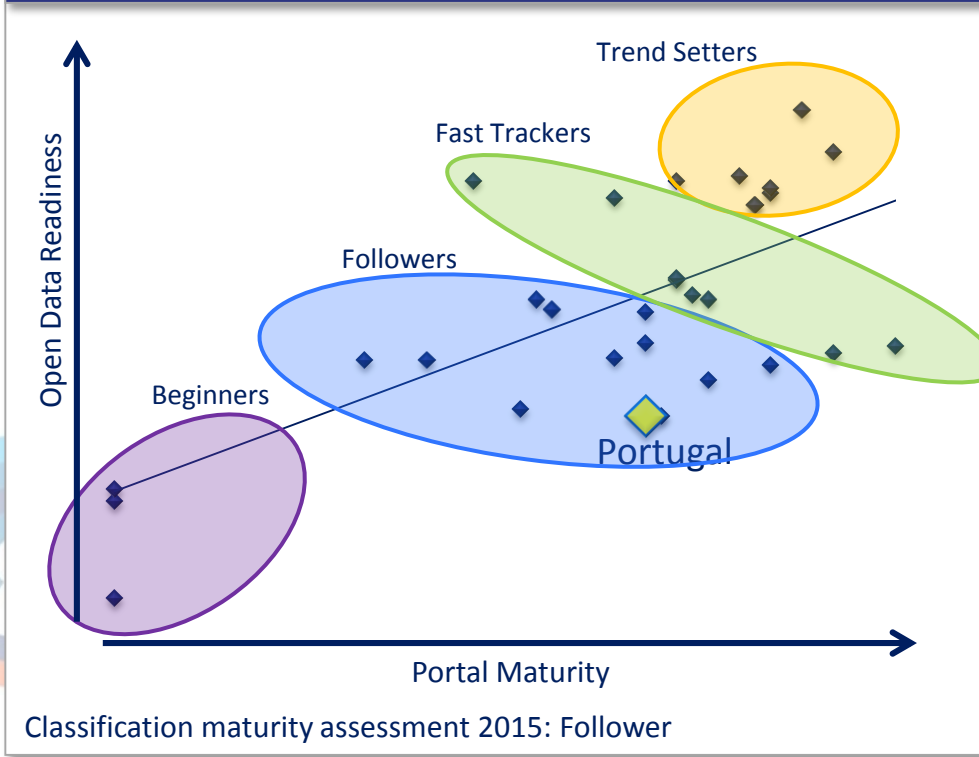 Trend Setters
Fast Trackers
Followers
Beginners
Portugal
Open Data Readiness
Portal Maturity
Classification maturity assessment 2015: Follower